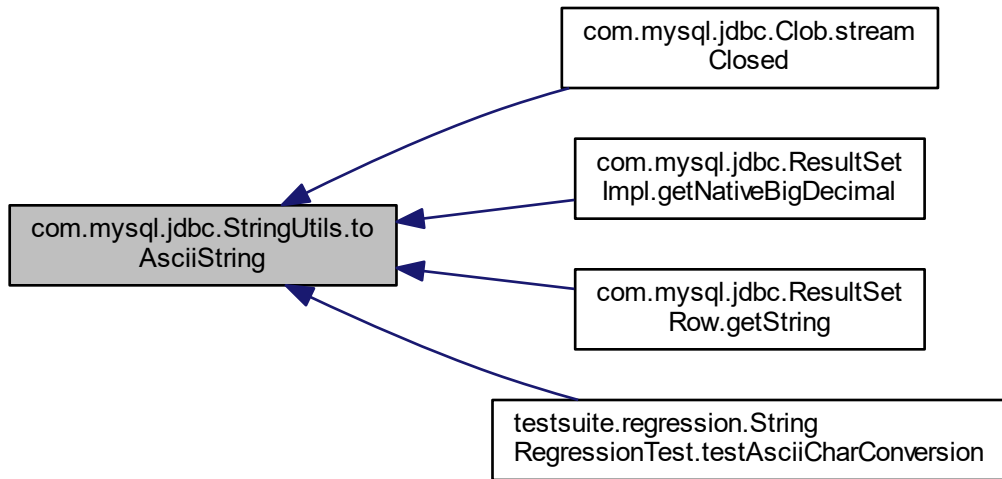 com.mysql.jdbc.StringUtils.to
AsciiString
com.mysql.jdbc.Clob.stream
Closed
com.mysql.jdbc.ResultSet
Impl.getNativeBigDecimal
com.mysql.jdbc.ResultSet
Row.getString
testsuite.regression.String
RegressionTest.testAsciiCharConversion